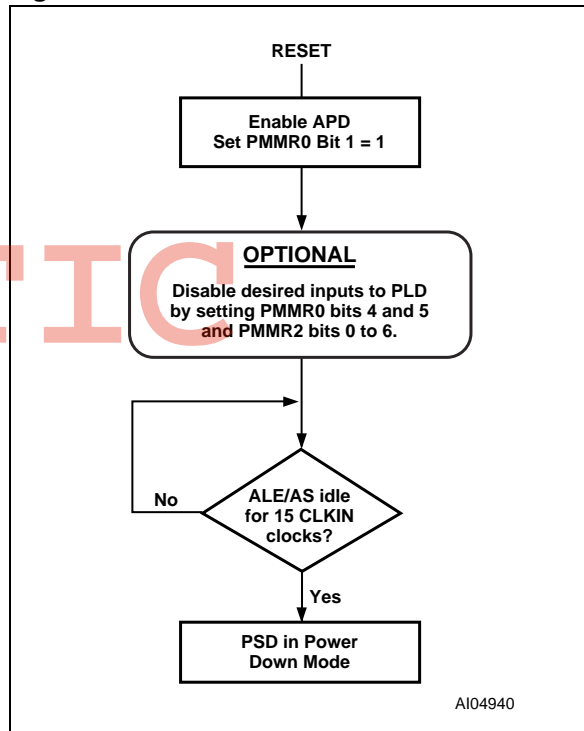 RESET
Enable APD
Set PMMR0 Bit 1 = 1
OPTIONAL
Disable desired inputs to PLD
by setting PMMR0 bits 4 and 5
and PMMR2 bits 0 to 6.
TIC
No
ALE/AS idle
for 15 CLKIN
clocks?
Yes
PSD in Power
Down Mode
AI04940